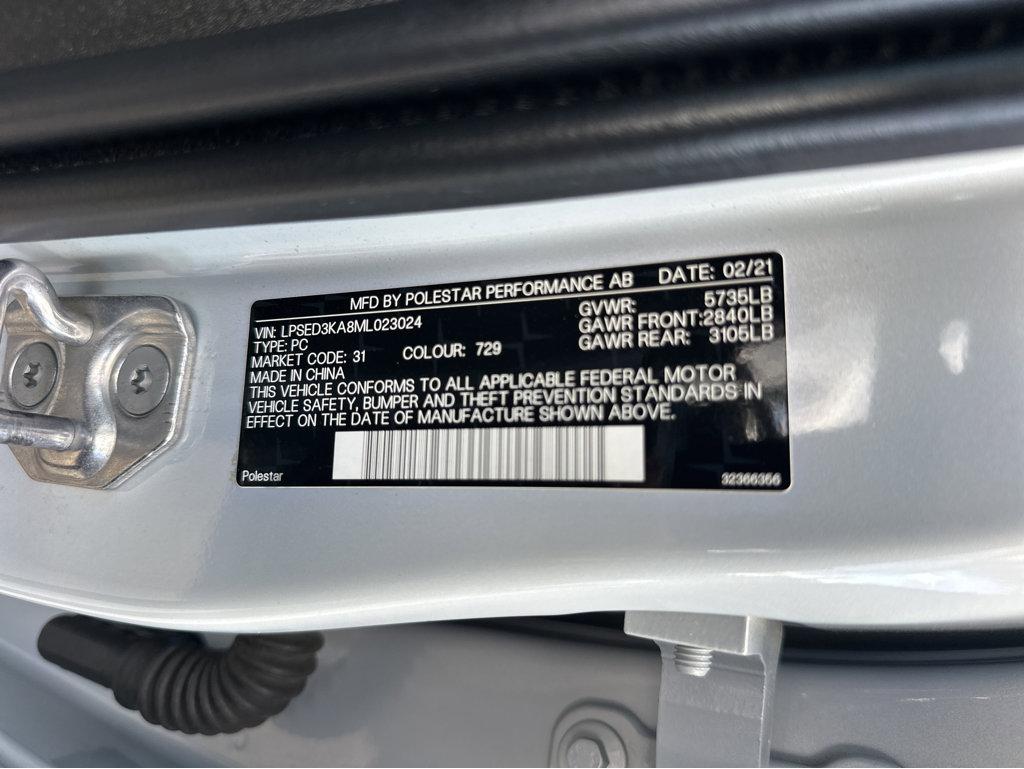 MFD BY POLESTAR PERFORMANCE AB DATE: 02/21
VIN: LPSED3KA8ML023024 GVWR: 5735LB
TYPE: PC GAWR FRONT:2840LB
MARKET CODE: 31 COLOUR: 729 GAWR REAR: 3105LB
MADE IN CHINA
THIS VEHICLE CONFORMS TO ALL APPLICABLE FEDERAL MOTOR
VEHICLE SAFETY, BUMPER AND THEFT PREVENTION STANDARDS IN
EFFECT ON THE DATE OF MANUFACTURE SHOWN ABOVE.
Polestar 32366356